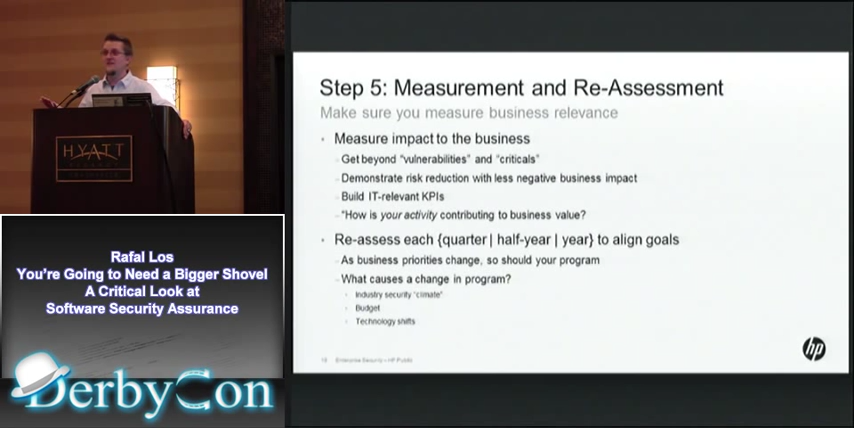 HYATT
Rafal Los
You're Going to Need a Bigger Shovel
A Critical Look at
Software Security Assurance
DerbyCon
Step 5: Measurement and Re-Assessment
Make sure you measure business relevance
• Measure impact to the business
- Get beyond "vulnerabilities" and "criticals"
- Demonstrate risk reduction with less negative business impact
- Build IT-relevant KPIs
- "How is your activity contributing to business value?
• Re-assess each {quarter | half-year | year} to align goals
- As business priorities change, so should your program
- What causes a change in program?
• Industry security "climate"
• Budget
• Technology shifts
Enterprise Security – HP Public
hp